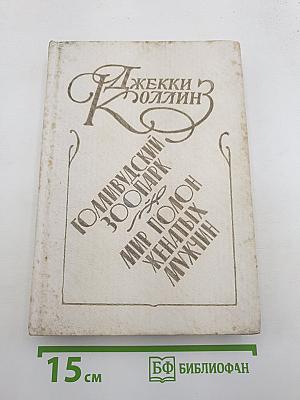 ДЖЕККИ
КОЛЛИНЗ
ГОЛЛИВУДСКИЙ
ЗООПАРК
МИР ПОЛОН
ЖЕНАТЫХ
МУЖЧИН
15 см
БФ БИБЛИОФАН